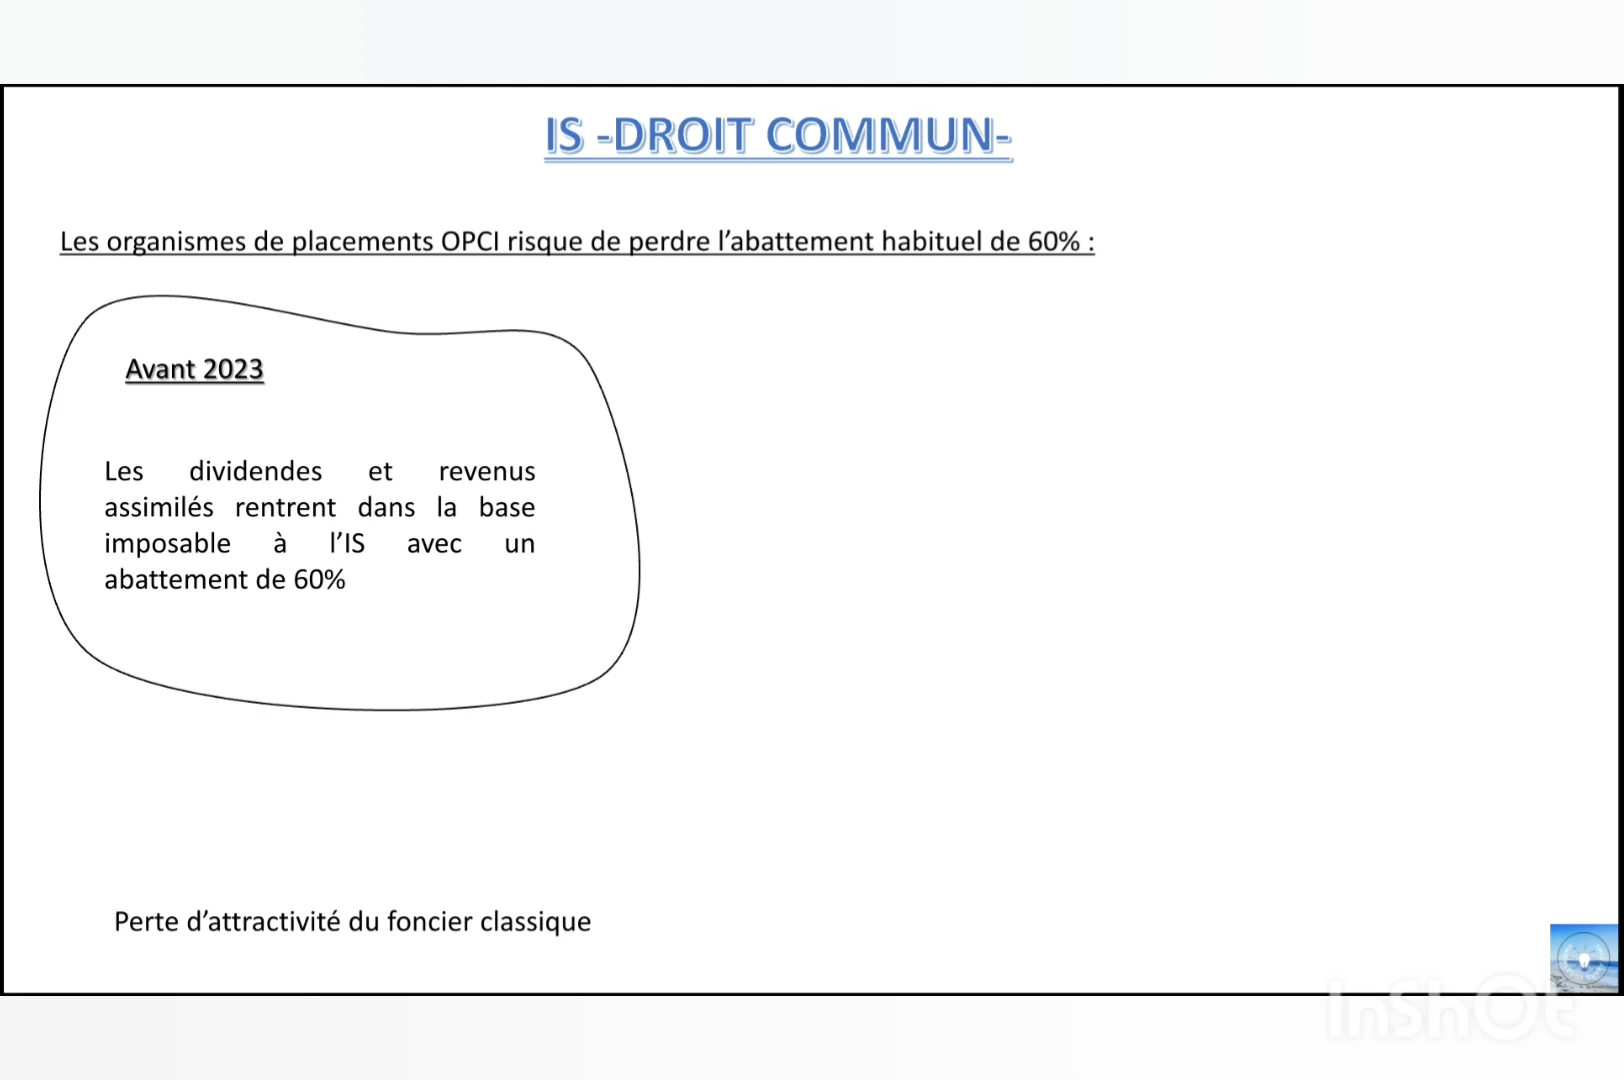 IS -DROIT COMMUN-
Les organismes de placements OPCI risque de perdre l’abattement habituel de 60% :
Avant 2023
Les dividendes et revenus
assimilés rentrent dans la base
imposable à l’IS avec un
abattement de 60%
Perte d’attractivité du foncier classique
InShOt